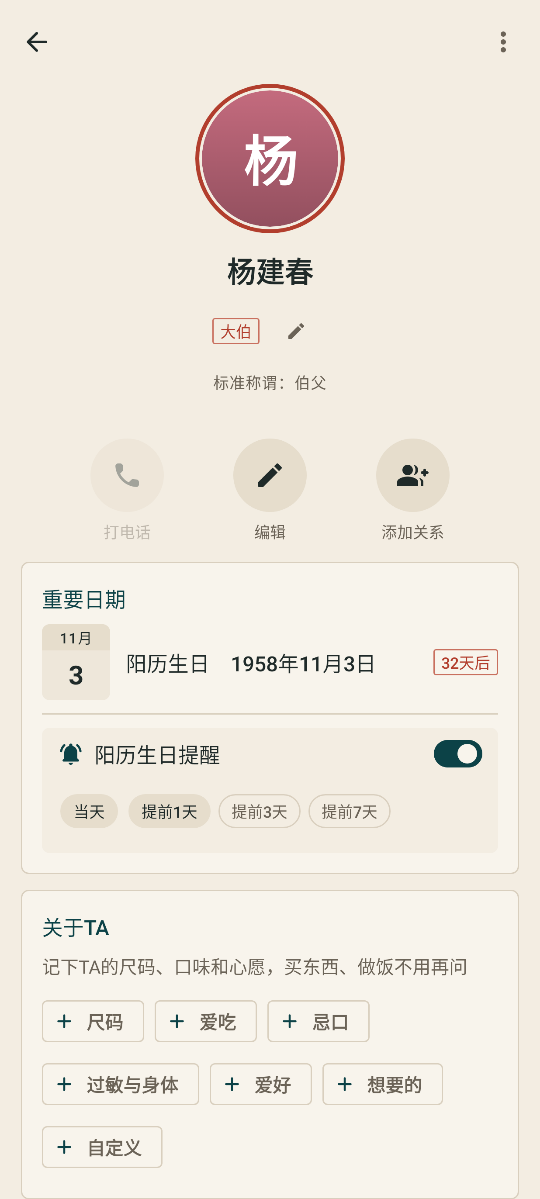 杨
杨建春
大伯
标准称谓：伯父
打电话 编辑 添加关系
重要日期
11月
3
阳历生日 1958年11月3日 32天后
阳历生日提醒
当天 提前1天 提前3天 提前7天
关于TA
记下TA的尺码、口味和心愿，买东西、做饭不用再问
+ 尺码 + 爱吃 + 忌口
+ 过敏与身体 + 爱好 + 想要的
+ 自定义